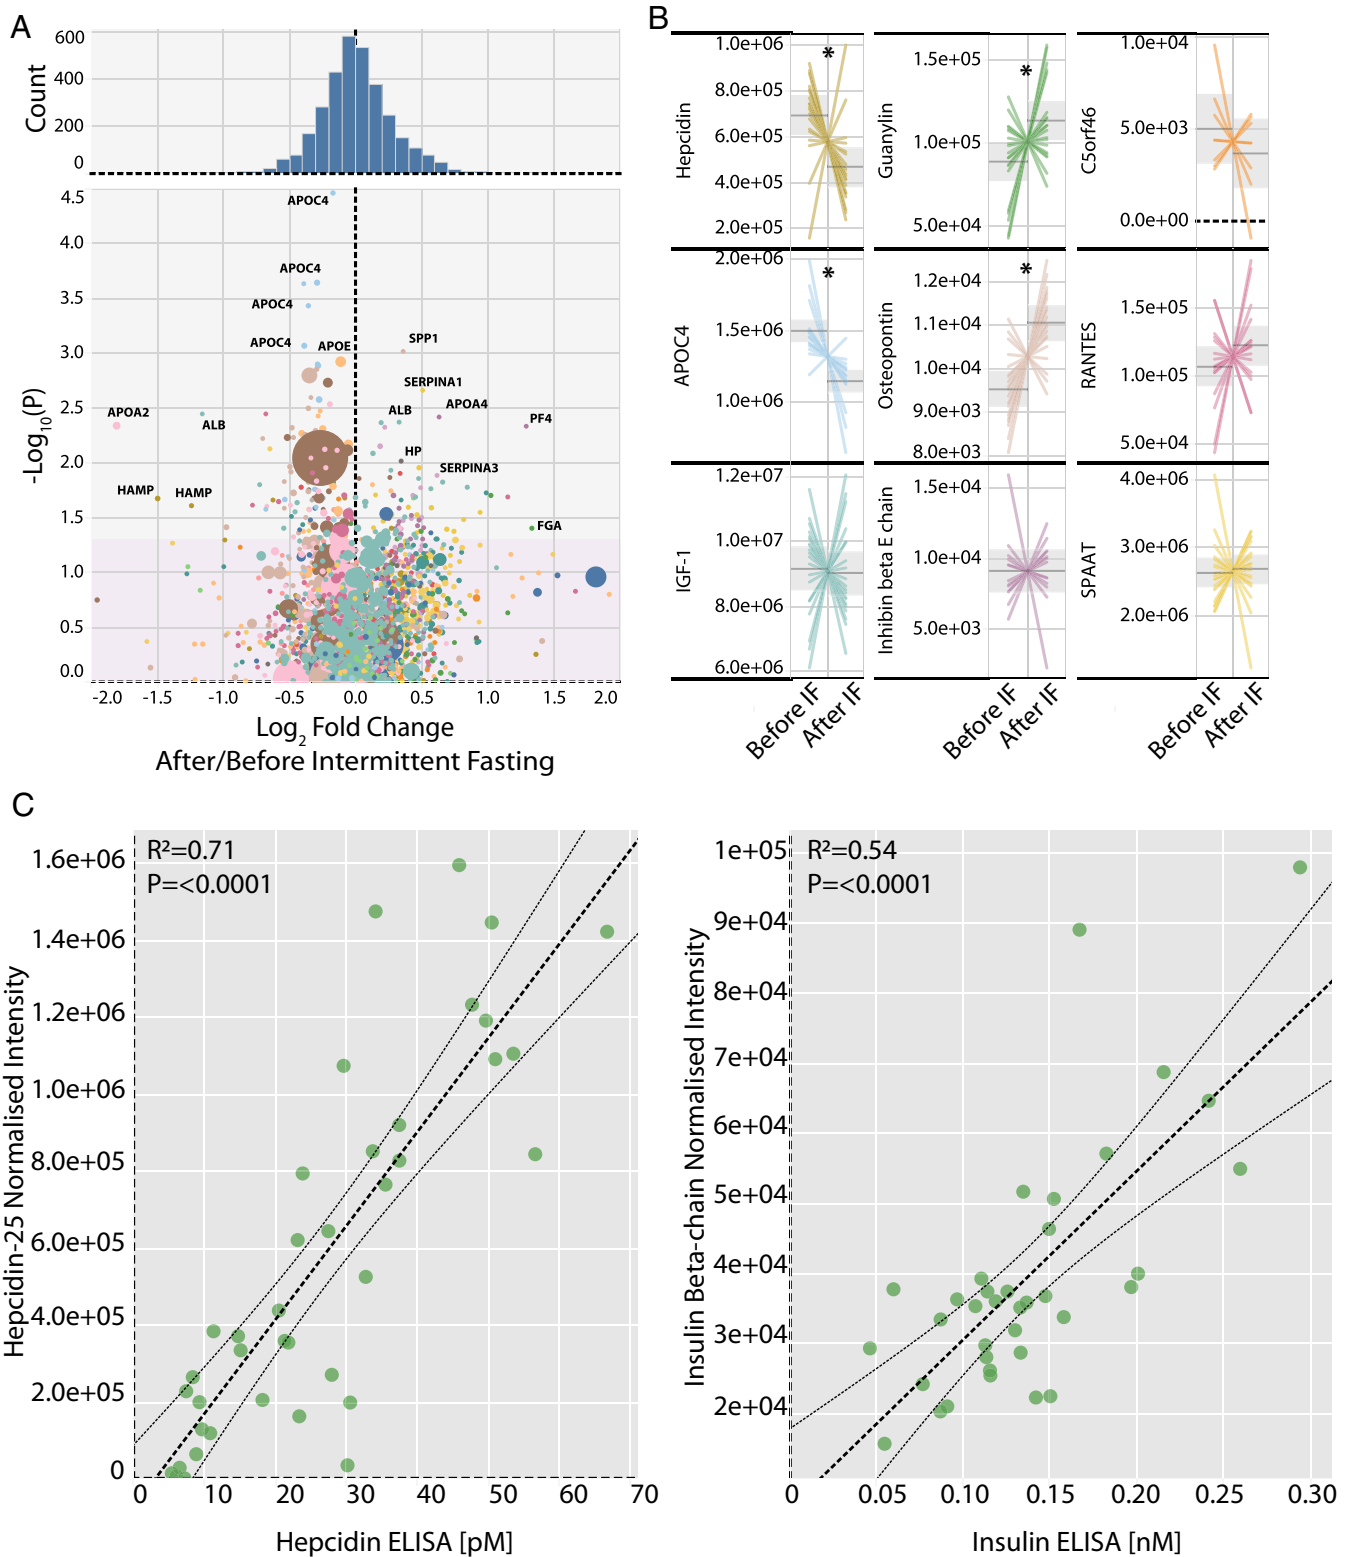 A
600
400
200
0
Count
4.5
4.0
3.5
3.0
2.5
2.0
1.5
1.0
0.5
0.0
-Log10(P)
APOC4
APOC4
APOC4
APOC4
APOE
SPP1
SERPINA1
ALB
APOA4
PF4
APOA2
ALB
HP
SERPINA3
HAMP
HAMP
FGA
-2.0 -1.5 -1.0 -0.5 0.0 0.5 1.0 1.5 2.0
Log2 Fold Change
After/Before Intermittent Fasting
B
Hepcidin
1.0e+06
8.0e+05
6.0e+05
4.0e+05
2.0e+05
*
Guanylin
1.5e+05
1.0e+05
5.0e+04
*
C5orf46
1.0e+04
5.0e+03
0.0e+00
APOC4
2.0e+06
1.5e+06
1.0e+06
*
Osteopontin
1.2e+04
1.1e+04
1.0e+04
9.0e+03
8.0e+03
*
RANTES
1.5e+05
1.0e+05
5.0e+04
IGF-1
1.2e+07
1.0e+07
8.0e+06
6.0e+06
Inhibin beta E chain
1.5e+04
1.0e+04
5.0e+03
SPAAT
4.0e+06
3.0e+06
2.0e+06
Before IF After IF
Before IF After IF
Before IF After IF
C
R²=0.71
P=<0.0001
1.6e+06
1.4e+06
1.2e+06
1.0e+06
8.0e+05
6.0e+05
4.0e+05
2.0e+05
0
Hepcidin-25 Normalised Intensity
0 10 20 30 40 50 60 70
Hepcidin ELISA [pM]
R²=0.54
P=<0.0001
1e+05
9e+04
8e+04
7e+04
6e+04
5e+04
4e+04
3e+04
2e+04
Insulin Beta-chain Normalised Intensity
0 0.05 0.10 0.15 0.20 0.25 0.30
Insulin ELISA [nM]